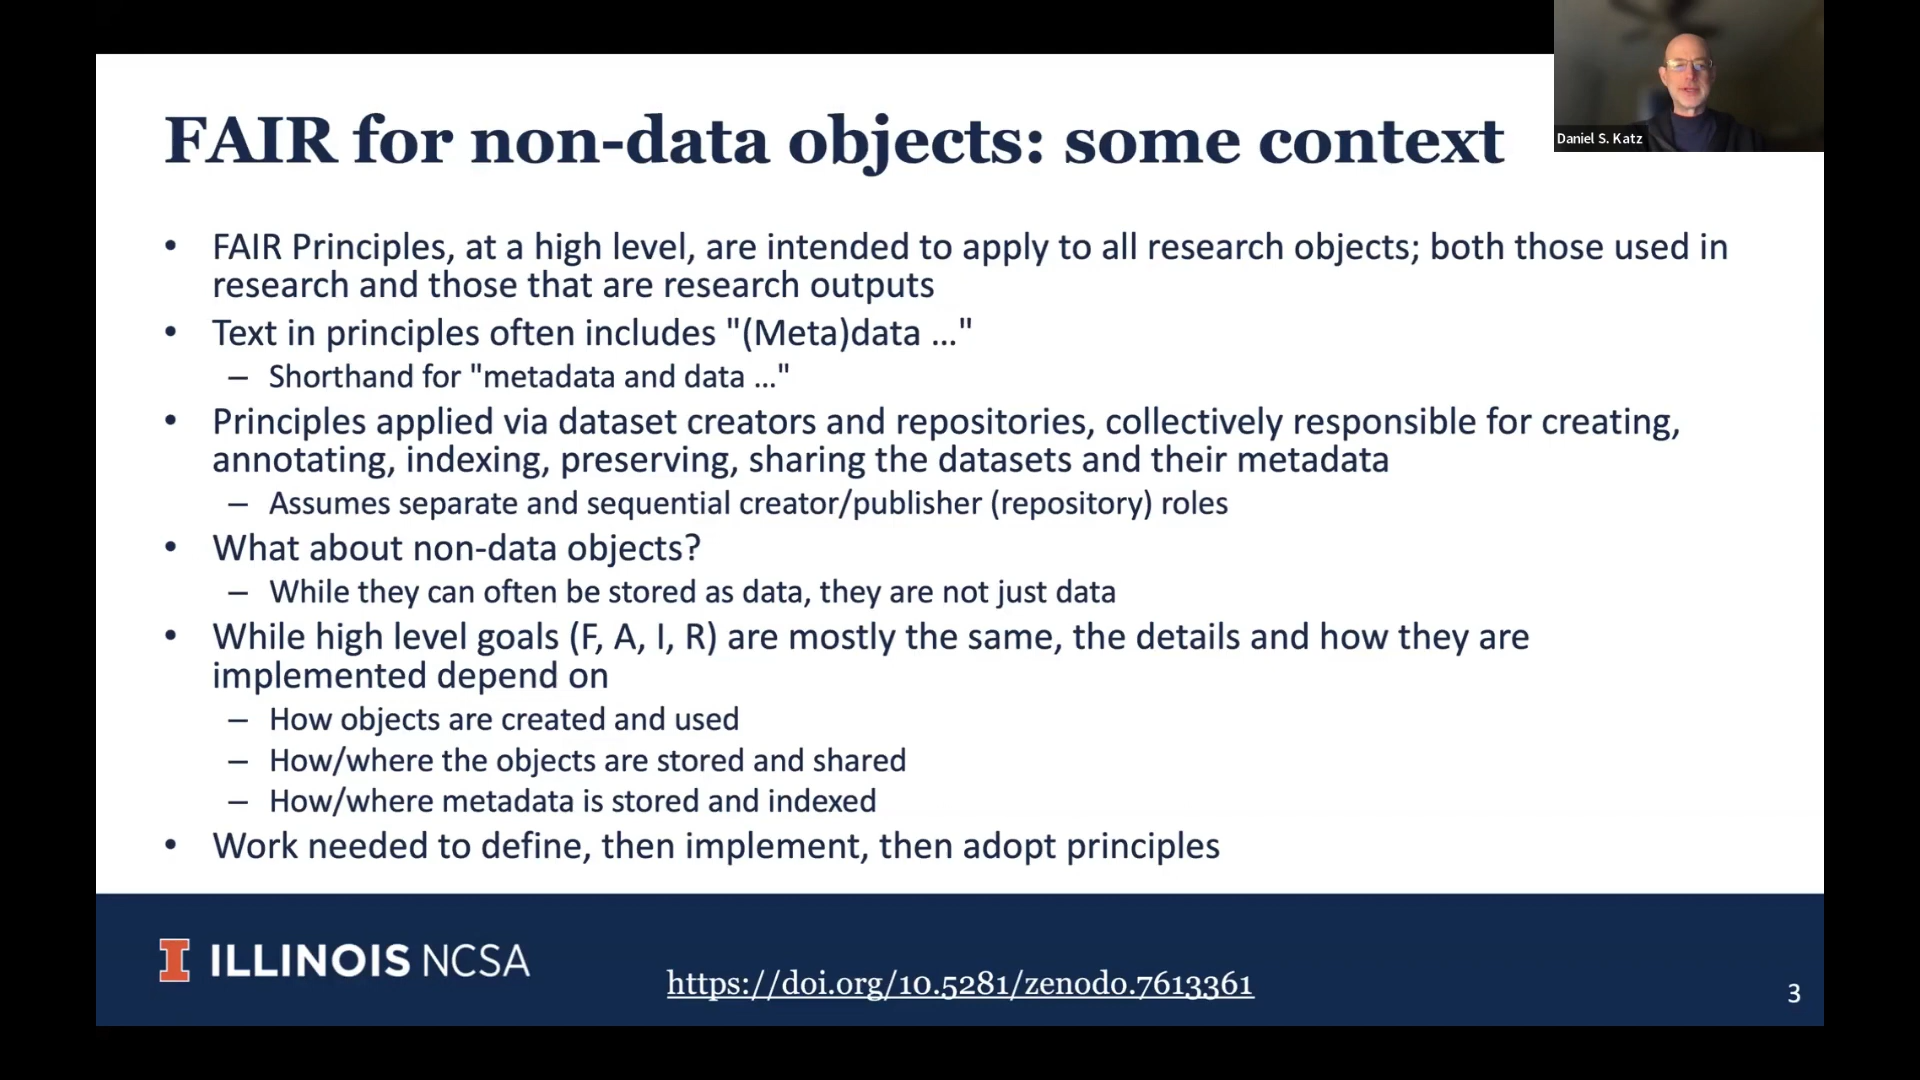 FAIR for non-data objects: some context
Daniel S. Katz
• FAIR Principles, at a high level, are intended to apply to all research objects; both those used in
research and those that are research outputs
• Text in principles often includes "(Meta)data …"
– Shorthand for "metadata and data …"
• Principles applied via dataset creators and repositories, collectively responsible for creating,
annotating, indexing, preserving, sharing the datasets and their metadata
– Assumes separate and sequential creator/publisher (repository) roles
• What about non-data objects?
– While they can often be stored as data, they are not just data
• While high level goals (F, A, I, R) are mostly the same, the details and how they are
implemented depend on
– How objects are created and used
– How/where the objects are stored and shared
– How/where metadata is stored and indexed
• Work needed to define, then implement, then adopt principles
I ILLINOIS NCSA
https://doi.org/10.5281/zenodo.7613361
3